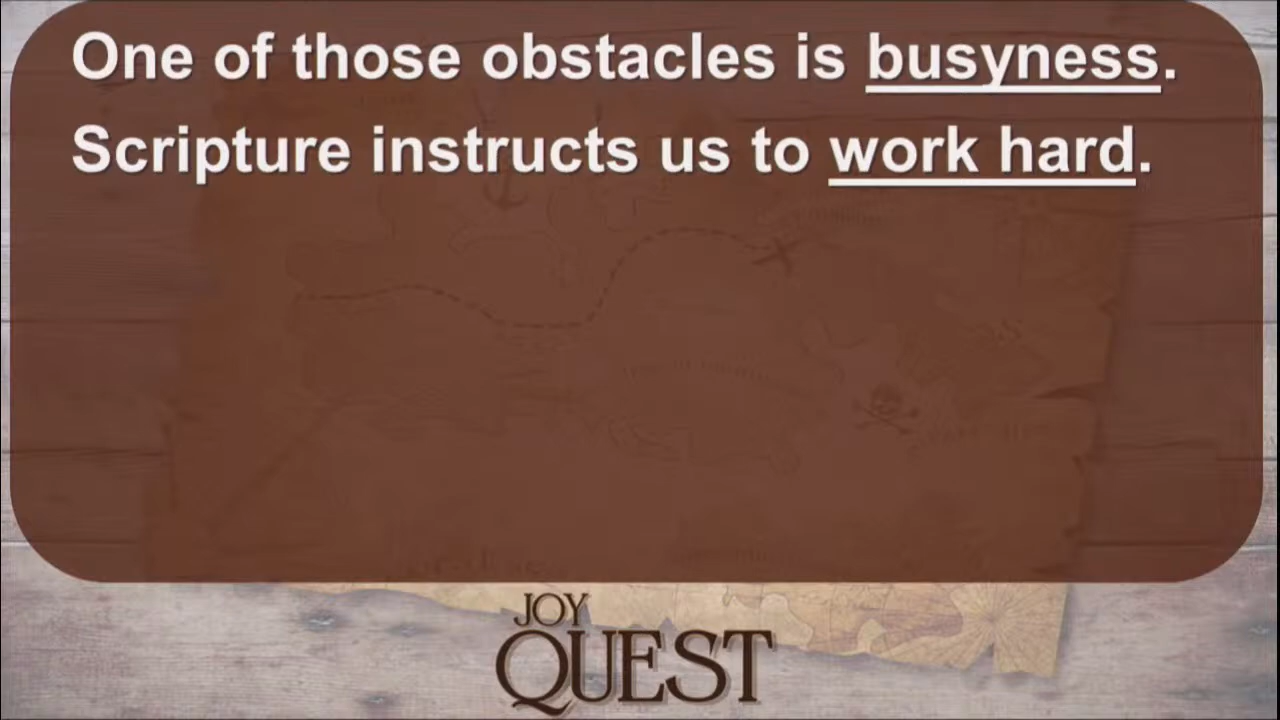 One of those obstacles is busyness.
Scripture instructs us to work hard.
JOY
QUEST